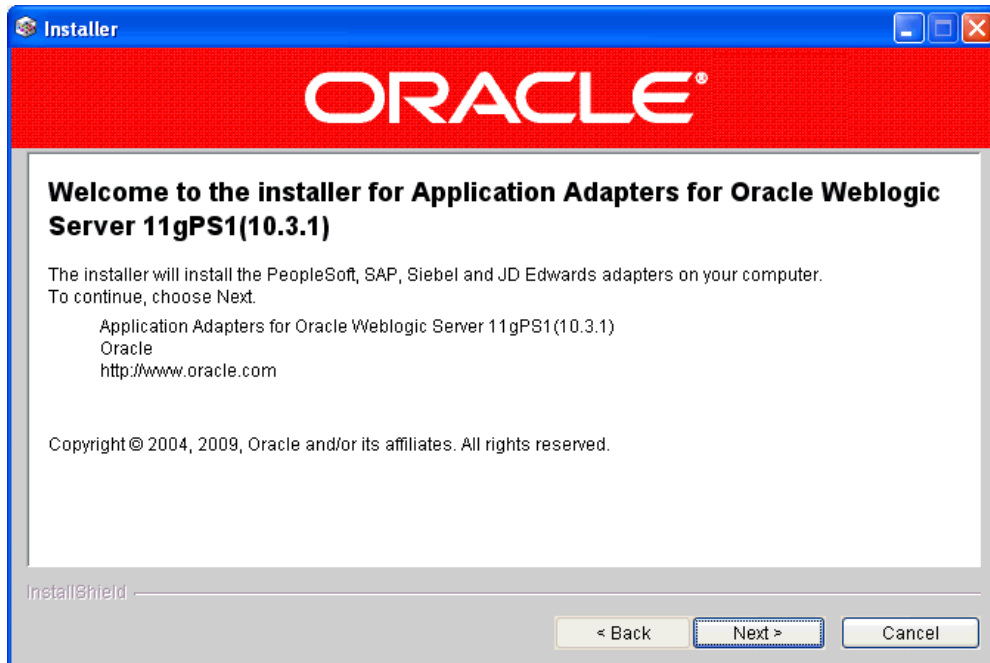 Installer
ORACLE®
Welcome to the installer for Application Adapters for Oracle Weblogic
Server 11gPS1(10.3.1)
The installer will install the PeopleSoft, SAP, Siebel and JD Edwards adapters on your computer.
To continue, choose Next.
Application Adapters for Oracle Weblogic Server 11gPS1(10.3.1)
Oracle
http://www.oracle.com
Copyright © 2004, 2009, Oracle and/or its affiliates. All rights reserved.
InstallShield
< Back Next > Cancel